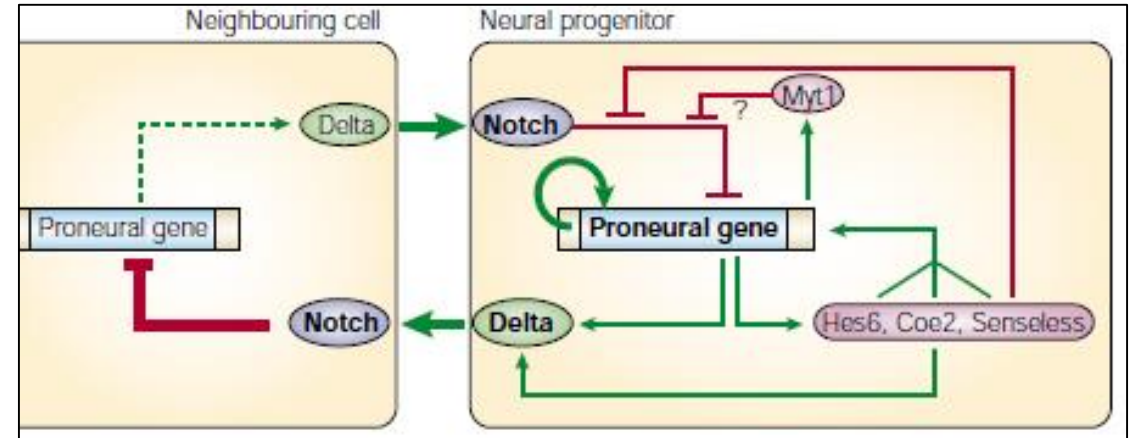 Neighbouring cell
Neural progenitor
Delta
Notch
Myt1
?
Proneural gene
Proneural gene
Notch
Delta
Hes6, Coe2, Senseless